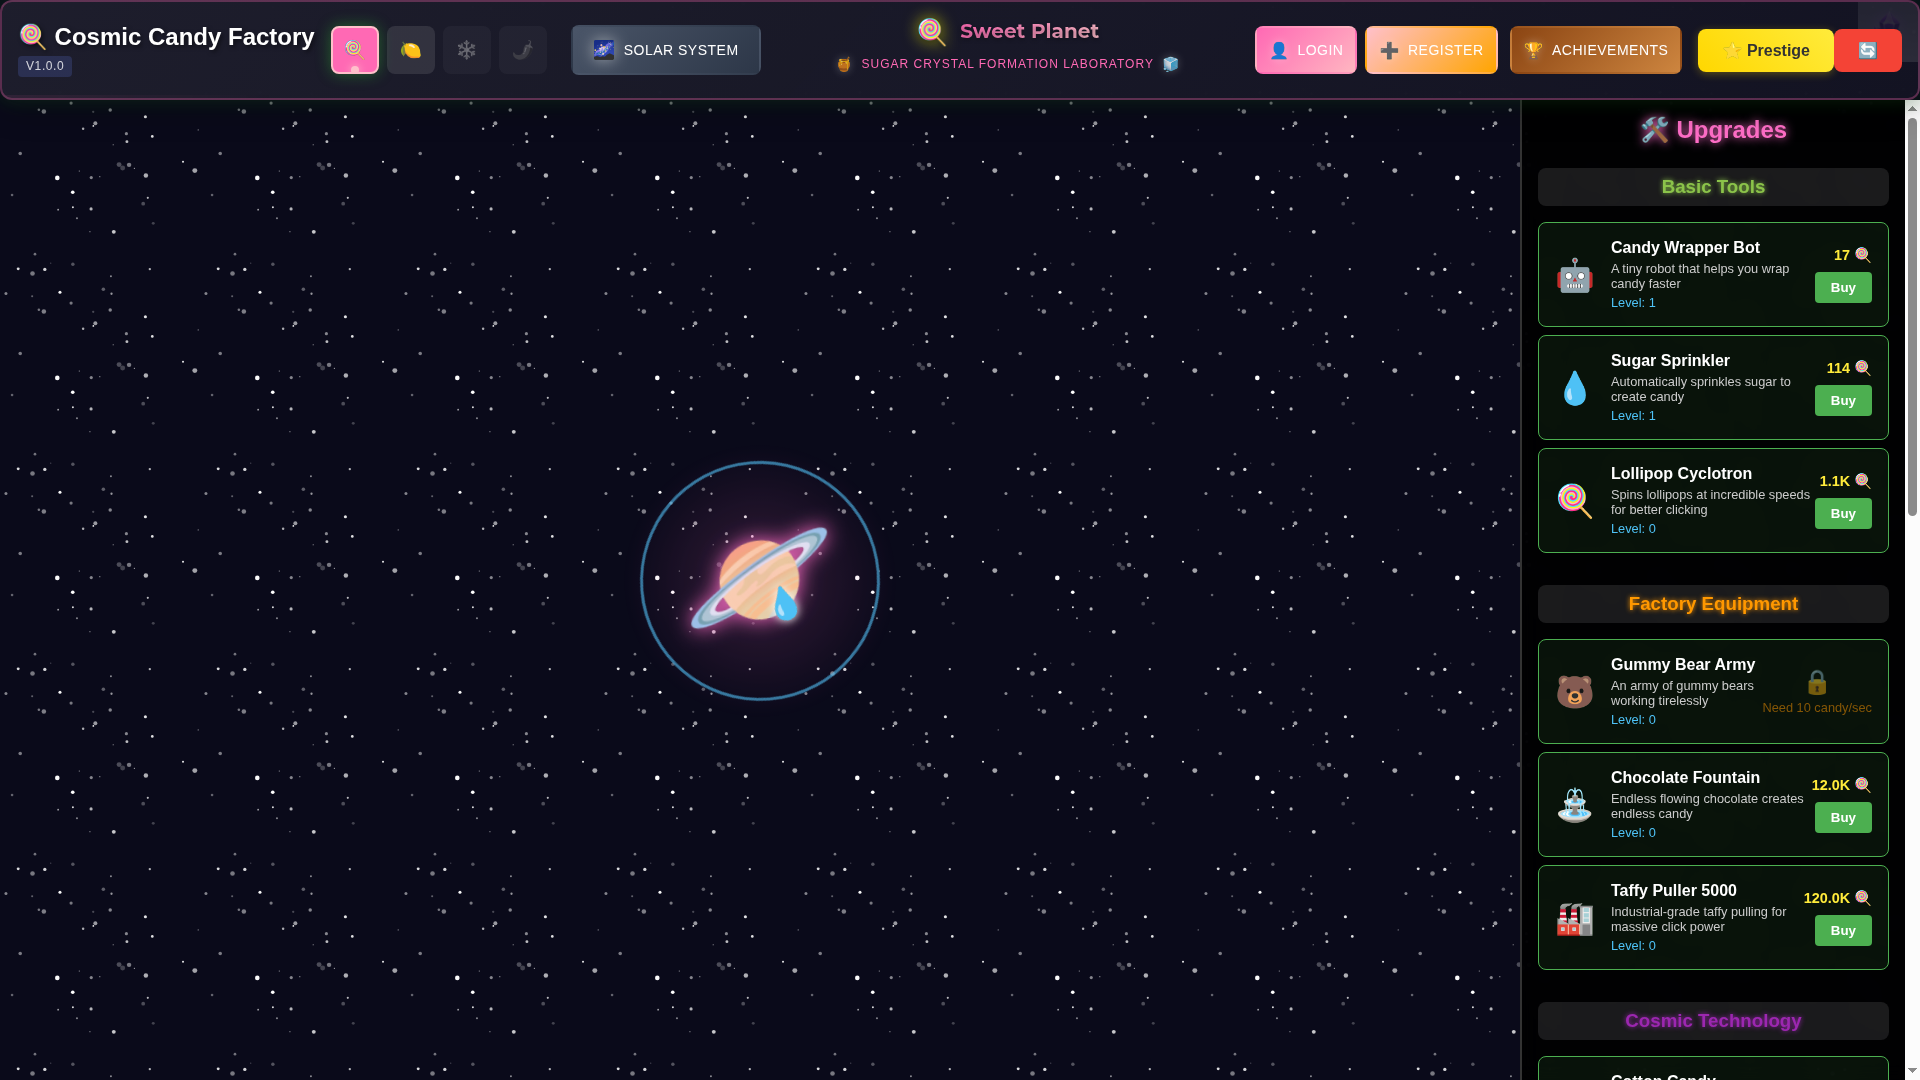 Cosmic Candy Factory
V1.0.0
SOLAR SYSTEM
Sweet Planet
SUGAR CRYSTAL FORMATION LABORATORY
LOGIN
REGISTER
ACHIEVEMENTS
Prestige
Upgrades
Basic Tools
Candy Wrapper Bot
A tiny robot that helps you wrap
candy faster
Level: 1
17
Buy
Sugar Sprinkler
Automatically sprinkles sugar to
create candy
Level: 1
114
Buy
Lollipop Cyclotron
Spins lollipops at incredible speeds
for better clicking
Level: 0
1.1K
Buy
Factory Equipment
Gummy Bear Army
An army of gummy bears
working tirelessly
Level: 0
Need 10 candy/sec
Chocolate Fountain
Endless flowing chocolate creates
endless candy
Level: 0
12.0K
Buy
Taffy Puller 5000
Industrial-grade taffy pulling for
massive click power
Level: 0
120.0K
Buy
Cosmic Technology
Cotton Candy